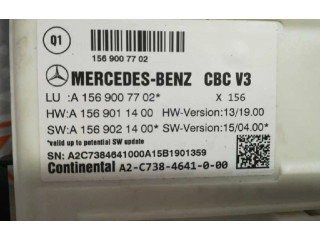 Q1
156 900 77 02
MERCEDES-BENZ CBC V3
LU :A 156 900 77 02* X 156
HW:A 156 901 14 00 HW-Version:13/19.00
SW:A 156 902 14 00* SW-Version:15/04.00*
*valid up to potential SW update
SN: A2C7384641000A15B1901359
Continental A2-C738-4641-0-00